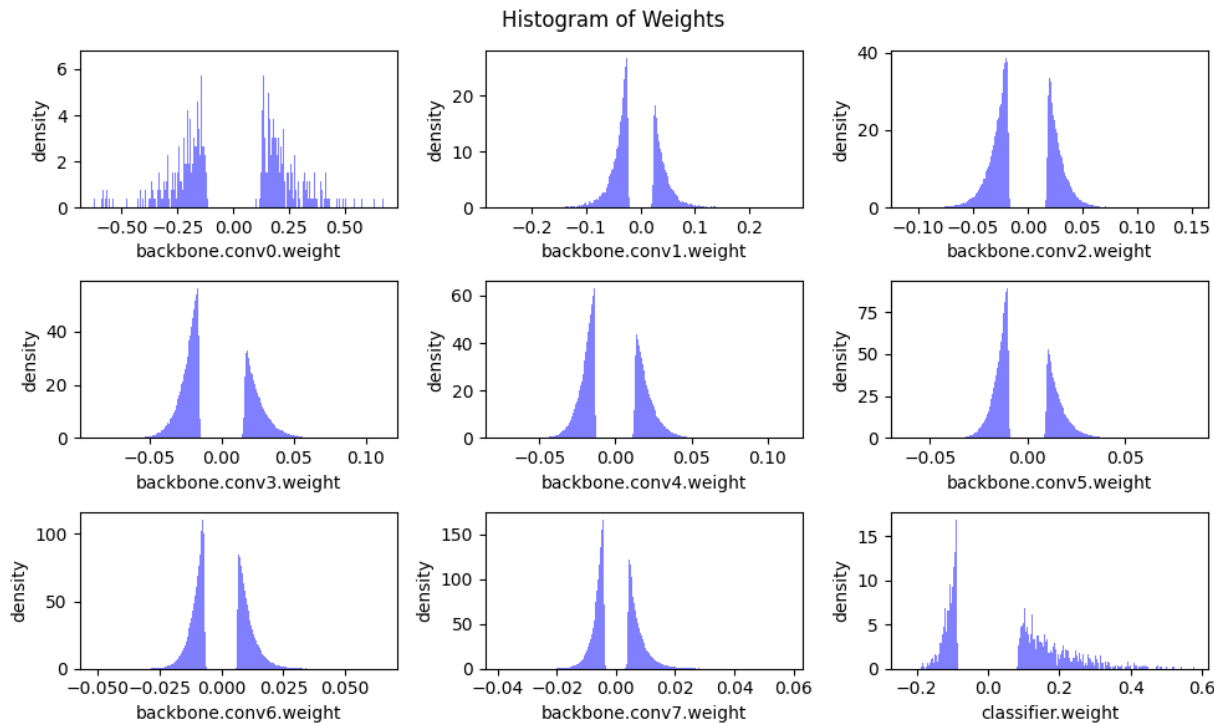 Histogram of Weights
density
6
4
2
0
−0.50 −0.25 0.00 0.25 0.50
backbone.conv0.weight
density
20
10
0
−0.2 −0.1 0.0 0.1 0.2
backbone.conv1.weight
density
40
20
0
−0.10 −0.05 0.00 0.05 0.10 0.15
backbone.conv2.weight
density
40
20
0
−0.05 0.00 0.05 0.10
backbone.conv3.weight
density
60
40
20
0
−0.05 0.00 0.05 0.10
backbone.conv4.weight
density
75
50
25
0
−0.05 0.00 0.05
backbone.conv5.weight
density
100
50
0
−0.050 −0.025 0.000 0.025 0.050
backbone.conv6.weight
density
150
100
50
0
−0.04 −0.02 0.00 0.02 0.04 0.06
backbone.conv7.weight
density
15
10
5
0
−0.2 0.0 0.2 0.4 0.6
classifier.weight